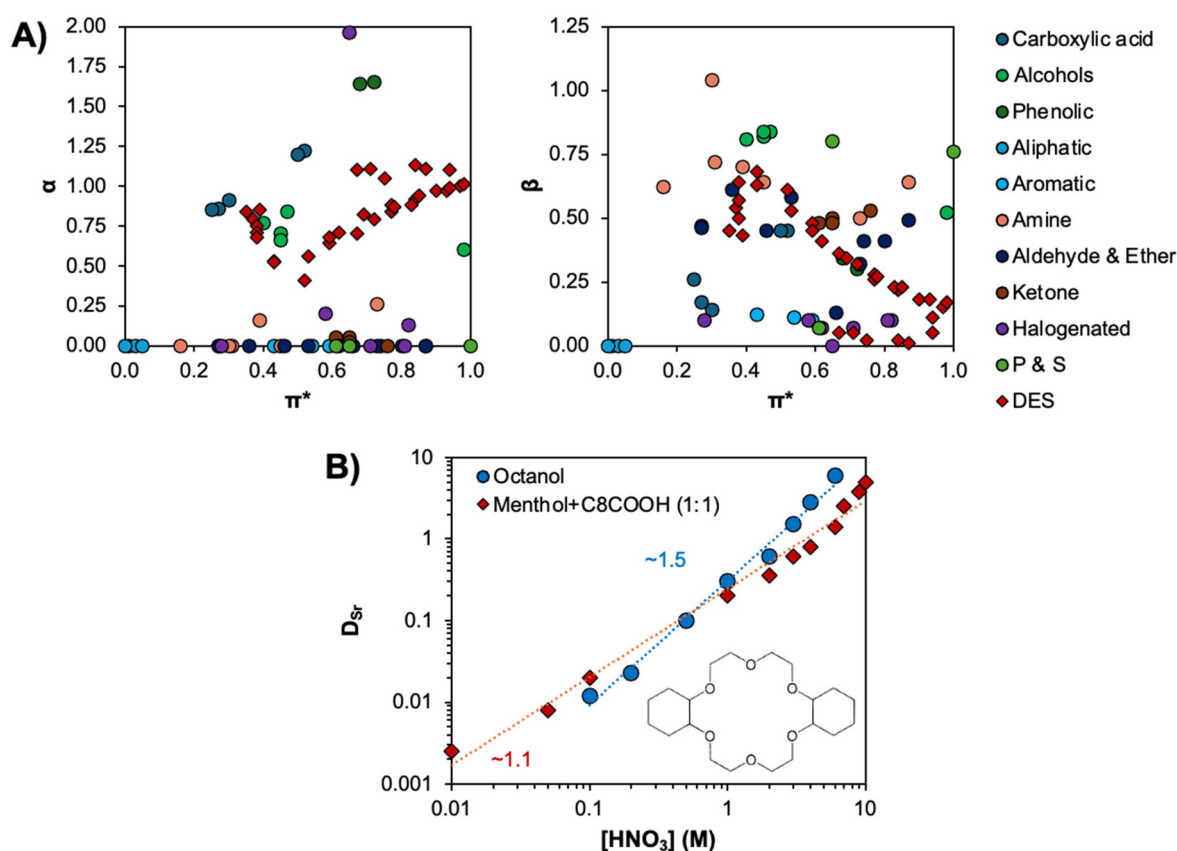 A)
2.00
1.75
1.50
1.25
1.00
0.75
0.50
0.25
0.00
α
0.0 0.2 0.4 0.6 0.8 1.0
π*
1.25
1.00
0.75
0.50
0.25
0.00
β
0.0 0.2 0.4 0.6 0.8 1.0
π*
Carboxylic acid
Alcohols
Phenolic
Aliphatic
Aromatic
Amine
Aldehyde & Ether
Ketone
Halogenated
P & S
DES
B)
10
1
0.1
0.01
0.001
D_Sr
Octanol
Menthol+C8COOH (1:1)
~1.5
~1.1
O O O O O O
0.01 0.1 1 10
[HNO₃] (M)